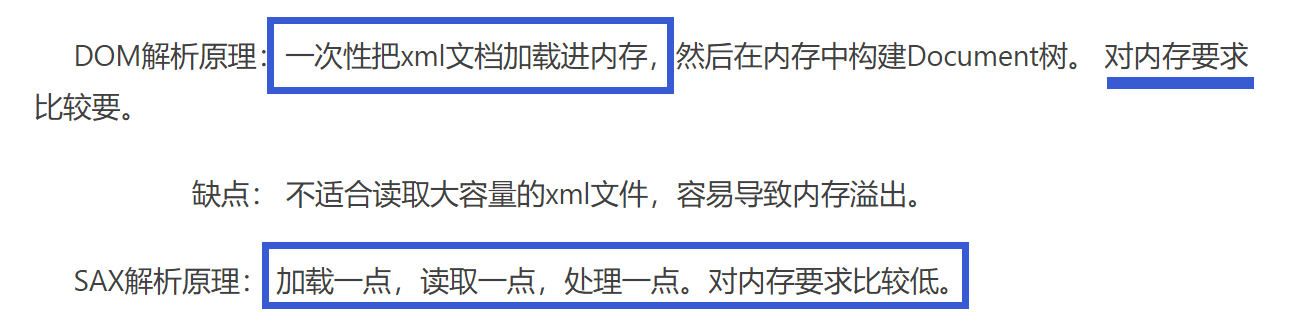 DOM解析原理：一次性把xml文档加载进内存，然后在内存中构建Document树。 对内存要求
比较要。
缺点： 不适合读取大容量的xml文件，容易导致内存溢出。
SAX解析原理：加载一点，读取一点，处理一点。对内存要求比较低。